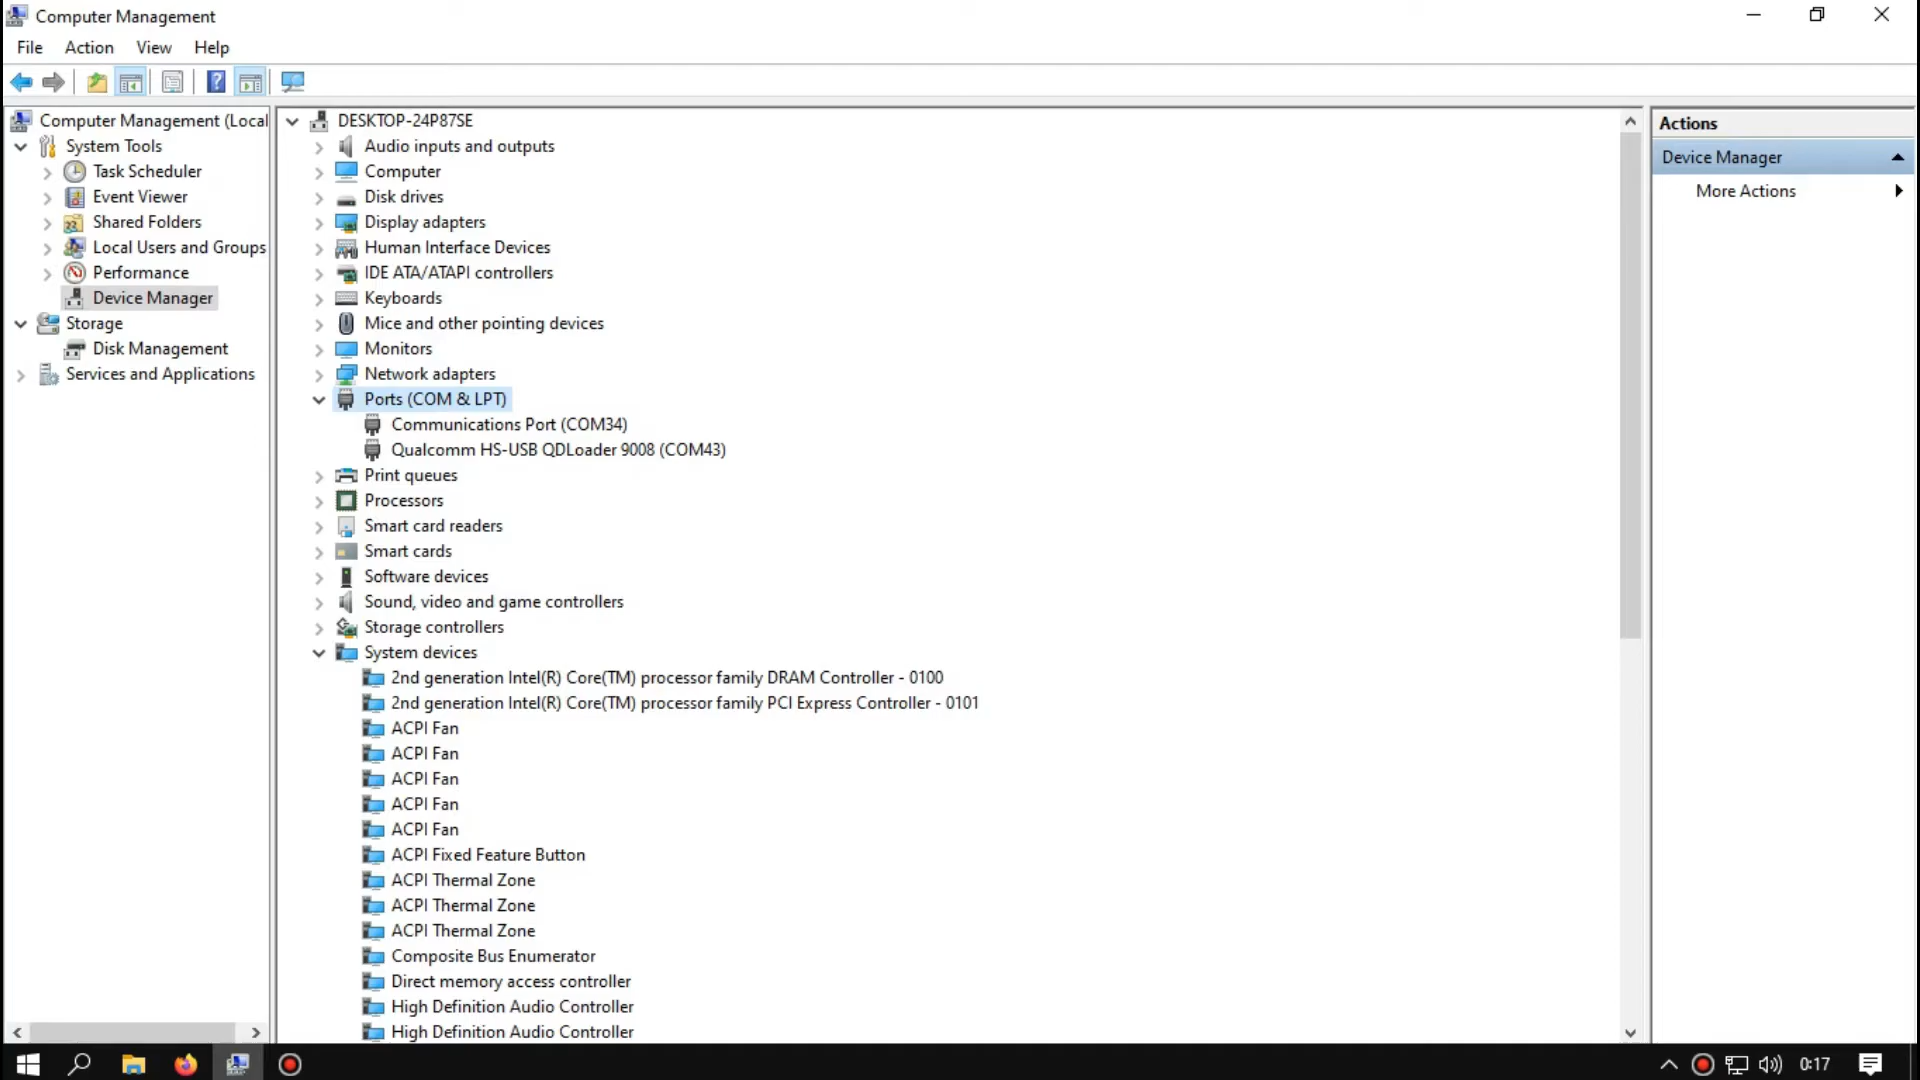 Computer Management
File Action View Help
Computer Management (Local
System Tools
Task Scheduler
Event Viewer
Shared Folders
Local Users and Groups
Performance
Device Manager
Storage
Disk Management
Services and Applications
DESKTOP-24P87SE
Audio inputs and outputs
Computer
Disk drives
Display adapters
Human Interface Devices
IDE ATA/ATAPI controllers
Keyboards
Mice and other pointing devices
Monitors
Network adapters
Ports (COM & LPT)
Communications Port (COM34)
Qualcomm HS-USB QDLoader 9008 (COM43)
Print queues
Processors
Smart card readers
Smart cards
Software devices
Sound, video and game controllers
Storage controllers
System devices
2nd generation Intel(R) Core(TM) processor family DRAM Controller - 0100
2nd generation Intel(R) Core(TM) processor family PCI Express Controller - 0101
ACPI Fan
ACPI Fan
ACPI Fan
ACPI Fan
ACPI Fan
ACPI Fixed Feature Button
ACPI Thermal Zone
ACPI Thermal Zone
ACPI Thermal Zone
Composite Bus Enumerator
Direct memory access controller
High Definition Audio Controller
High Definition Audio Controller
Actions
Device Manager
More Actions
0:17